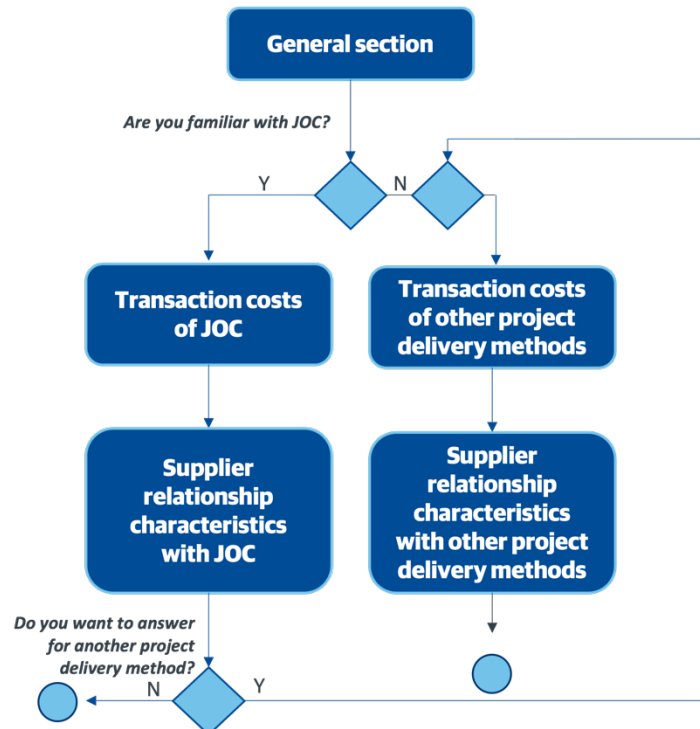 General section
Are you familiar with JOC?
Y
N
Transaction costs
of JOC
Transaction costs
of other project
delivery methods
Supplier
relationship
characteristics
with JOC
Supplier
relationship
characteristics
with other project
delivery methods
Do you want to answer
for another project
delivery method?
N
Y